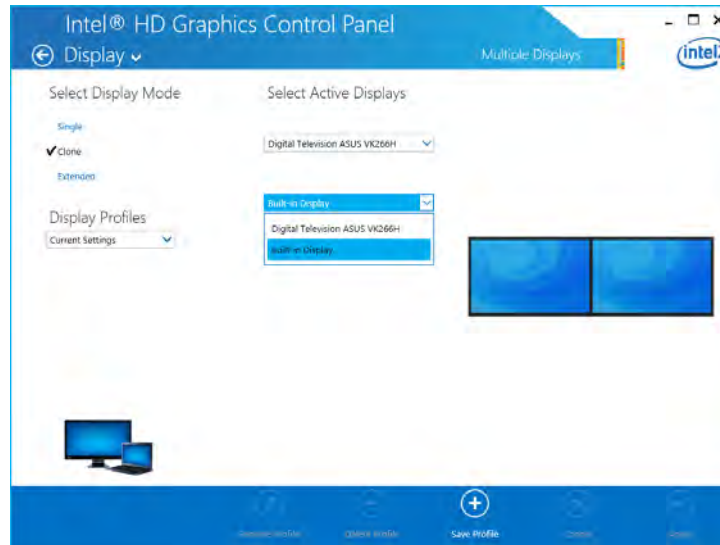 Intel® HD Graphics Control Panel
Display
Multiple Displays
intel
Select Display Mode
Select Active Displays
Single
Clone
Extended
Digital Television ASUS VK266H
Built-in Display
Display Profiles
Current Settings
Digital Television ASUS VK266H
Built-in Display
Save Profile